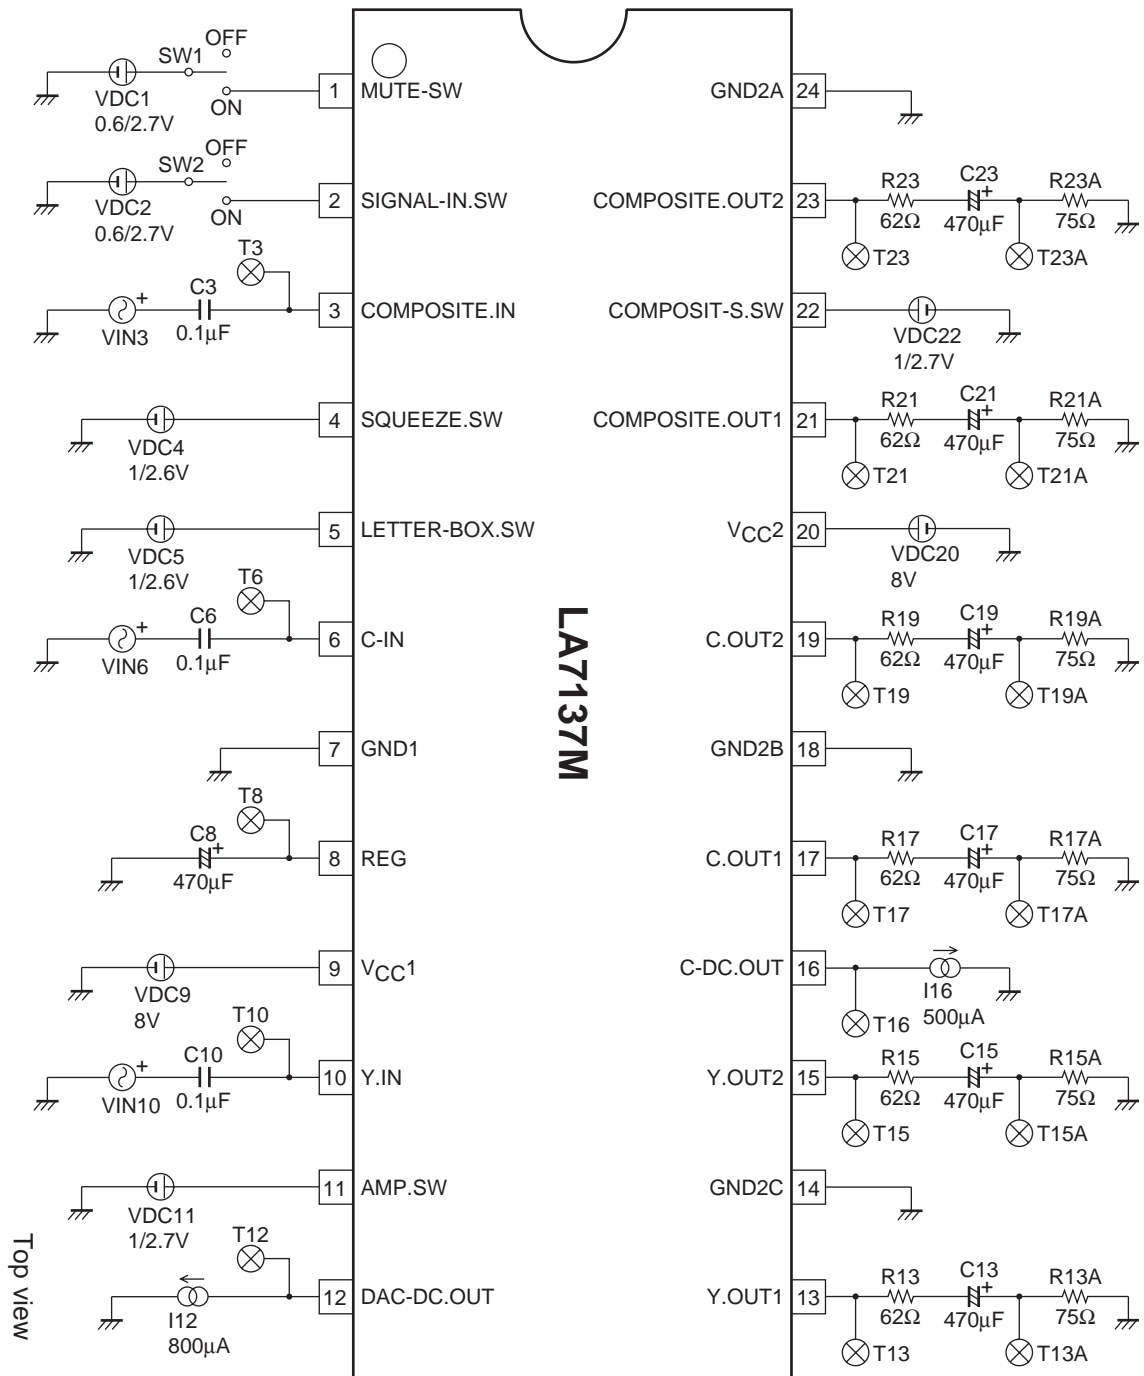 OFF
SW1
VDC1
0.6/2.7V
ON
1 MUTE-SW
OFF
SW2
VDC2
0.6/2.7V
ON
2 SIGNAL-IN.SW
T3
C3
+
VIN3
0.1μF
3 COMPOSITE.IN
VDC4
1/2.6V
4 SQUEEZE.SW
VDC5
1/2.6V
5 LETTER-BOX.SW
T6
C6
+
VIN6
0.1μF
6 C-IN
7 GND1
T8
C8
+
470μF
8 REG
VDC9
8V
9 VCC1
T10
C10
+
VIN10
0.1μF
10 Y.IN
VDC11
1/2.7V
11 AMP.SW
T12
I12
800μA
12 DAC-DC.OUT
Top view
LA7137M
GND2A 24
COMPOSITE.OUT2 23
R23
62Ω
C23
+
470μF
R23A
75Ω
T23
T23A
COMPOSIT-S.SW 22
VDC22
1/2.7V
COMPOSITE.OUT1 21
R21
62Ω
C21
+
470μF
R21A
75Ω
T21
T21A
VCC2 20
VDC20
8V
C.OUT2 19
R19
62Ω
C19
+
470μF
R19A
75Ω
T19
T19A
GND2B 18
C.OUT1 17
R17
62Ω
C17
+
470μF
R17A
75Ω
T17
T17A
C-DC.OUT 16
I16
500μA
T16
Y.OUT2 15
R15
62Ω
C15
+
470μF
R15A
75Ω
T15
T15A
GND2C 14
Y.OUT1 13
R13
62Ω
C13
+
470μF
R13A
75Ω
T13
T13A